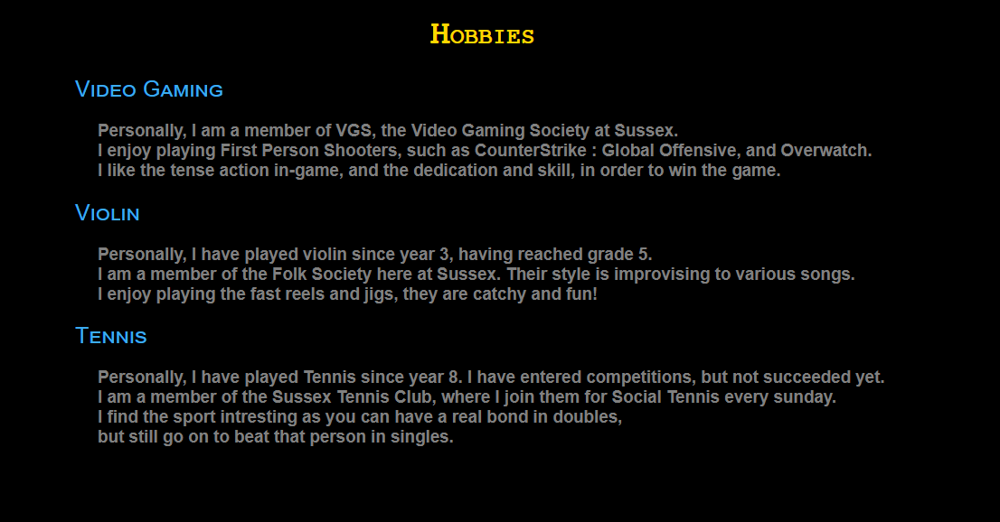 Hobbies
Video Gaming
Personally, I am a member of VGS, the Video Gaming Society at Sussex.
I enjoy playing First Person Shooters, such as CounterStrike : Global Offensive, and Overwatch.
I like the tense action in-game, and the dedication and skill, in order to win the game.
Violin
Personally, I have played violin since year 3, having reached grade 5.
I am a member of the Folk Society here at Sussex. Their style is improvising to various songs.
I enjoy playing the fast reels and jigs, they are catchy and fun!
Tennis
Personally, I have played Tennis since year 8. I have entered competitions, but not succeeded yet.
I am a member of the Sussex Tennis Club, where I join them for Social Tennis every sunday.
I find the sport intresting as you can have a real bond in doubles,
but still go on to beat that person in singles.